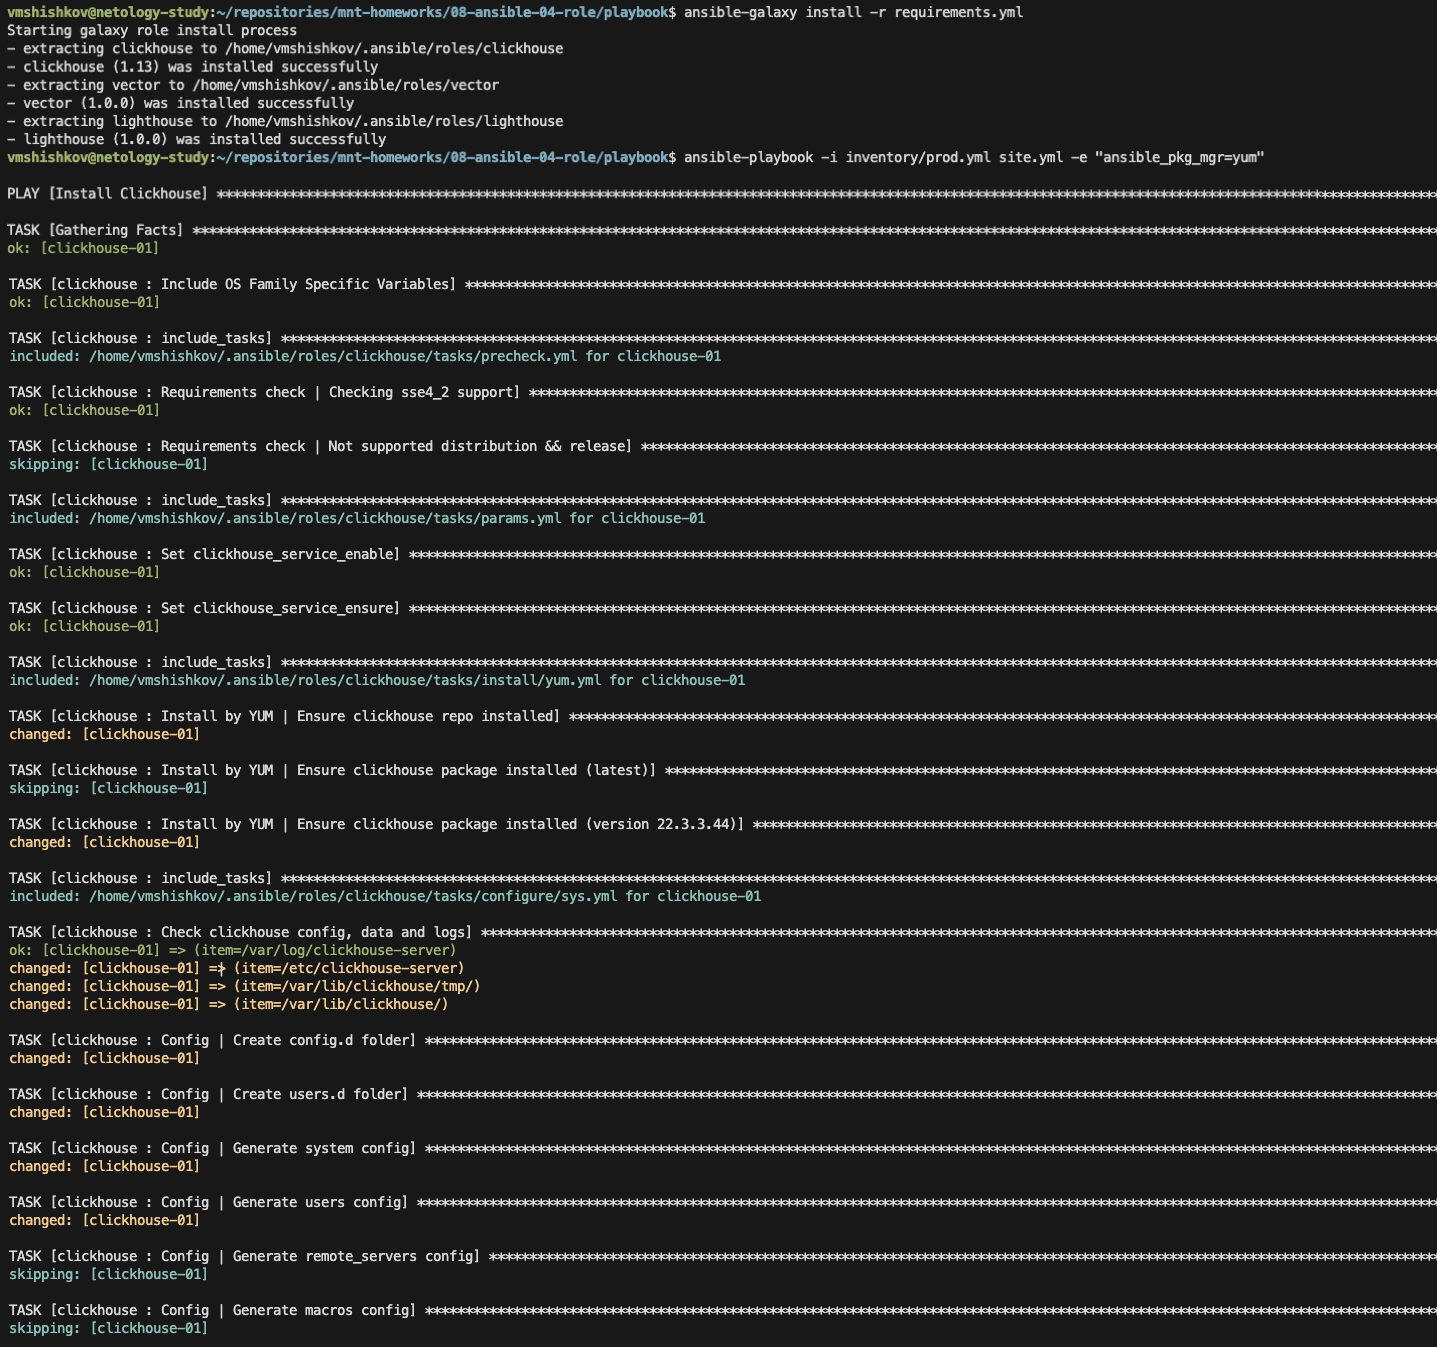 vmshishkov@netology-study:~/repositories/mnt-homeworks/08-ansible-04-role/playbook$ ansible-galaxy install -r requirements.yml
Starting galaxy role install process
- extracting clickhouse to /home/vmshishkov/.ansible/roles/clickhouse
- clickhouse (1.13) was installed successfully
- extracting vector to /home/vmshishkov/.ansible/roles/vector
- vector (1.0.0) was installed successfully
- extracting lighthouse to /home/vmshishkov/.ansible/roles/lighthouse
- lighthouse (1.0.0) was installed successfully
vmshishkov@netology-study:~/repositories/mnt-homeworks/08-ansible-04-role/playbook$ ansible-playbook -i inventory/prod.yml site.yml -e "ansible_pkg_mgr=yum"
PLAY [Install Clickhouse] ****************************************************************
TASK [Gathering Facts] ****************************************************************
ok: [clickhouse-01]
TASK [clickhouse : Include OS Family Specific Variables] ****************************************************************
ok: [clickhouse-01]
TASK [clickhouse : include_tasks] ****************************************************************
included: /home/vmshishkov/.ansible/roles/clickhouse/tasks/precheck.yml for clickhouse-01
TASK [clickhouse : Requirements check | Checking sse4_2 support] ****************************************************************
ok: [clickhouse-01]
TASK [clickhouse : Requirements check | Not supported distribution && release] ****************************************************************
skipping: [clickhouse-01]
TASK [clickhouse : include_tasks] ****************************************************************
included: /home/vmshishkov/.ansible/roles/clickhouse/tasks/params.yml for clickhouse-01
TASK [clickhouse : Set clickhouse_service_enable] ****************************************************************
ok: [clickhouse-01]
TASK [clickhouse : Set clickhouse_service_ensure] ****************************************************************
ok: [clickhouse-01]
TASK [clickhouse : include_tasks] ****************************************************************
included: /home/vmshishkov/.ansible/roles/clickhouse/tasks/install/yum.yml for clickhouse-01
TASK [clickhouse : Install by YUM | Ensure clickhouse repo installed] ****************************************************************
changed: [clickhouse-01]
TASK [clickhouse : Install by YUM | Ensure clickhouse package installed (latest)] ****************************************************************
skipping: [clickhouse-01]
TASK [clickhouse : Install by YUM | Ensure clickhouse package installed (version 22.3.3.44)] ****************************************************************
changed: [clickhouse-01]
TASK [clickhouse : include_tasks] ****************************************************************
included: /home/vmshishkov/.ansible/roles/clickhouse/tasks/configure/sys.yml for clickhouse-01
TASK [clickhouse : Check clickhouse config, data and logs] ****************************************************************
ok: [clickhouse-01] => (item=/var/log/clickhouse-server)
changed: [clickhouse-01] => (item=/etc/clickhouse-server)
changed: [clickhouse-01] => (item=/var/lib/clickhouse/tmp/)
changed: [clickhouse-01] => (item=/var/lib/clickhouse/)
TASK [clickhouse : Config | Create config.d folder] ****************************************************************
changed: [clickhouse-01]
TASK [clickhouse : Config | Create users.d folder] ****************************************************************
changed: [clickhouse-01]
TASK [clickhouse : Config | Generate system config] ****************************************************************
changed: [clickhouse-01]
TASK [clickhouse : Config | Generate users config] ****************************************************************
changed: [clickhouse-01]
TASK [clickhouse : Config | Generate remote_servers config] ****************************************************************
skipping: [clickhouse-01]
TASK [clickhouse : Config | Generate macros config] ****************************************************************
skipping: [clickhouse-01]